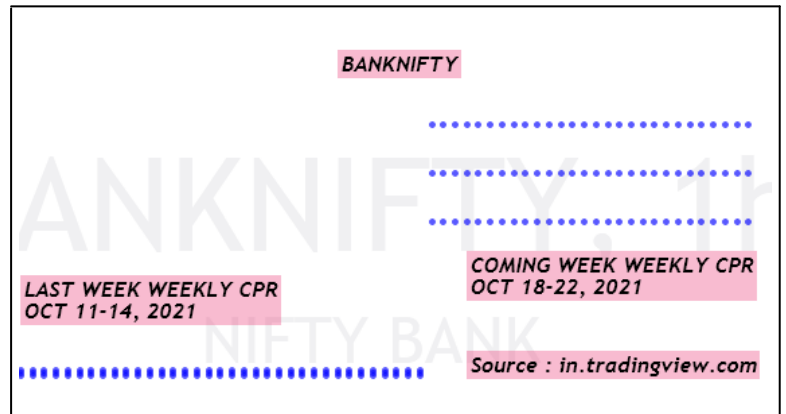 BANKNIFTY
ANKNIFTY, 1h
COMING WEEK WEEKLY CPR
OCT 18-22, 2021
LAST WEEK WEEKLY CPR
OCT 11-14, 2021
NIFTY BANK
Source : in.tradingview.com